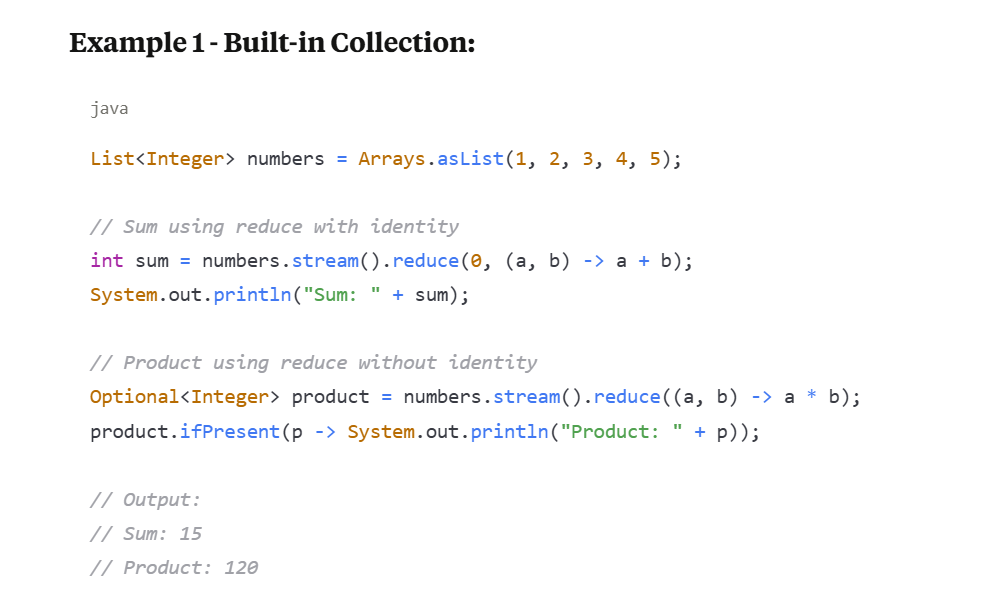 Example 1 - Built-in Collection:
java
List<Integer> numbers = Arrays.asList(1, 2, 3, 4, 5);
// Sum using reduce with identity
int sum = numbers.stream().reduce(0, (a, b) -> a + b);
System.out.println("Sum: " + sum);
// Product using reduce without identity
Optional<Integer> product = numbers.stream().reduce((a, b) -> a * b);
product.ifPresent(p -> System.out.println("Product: " + p));
// Output:
// Sum: 15
// Product: 120